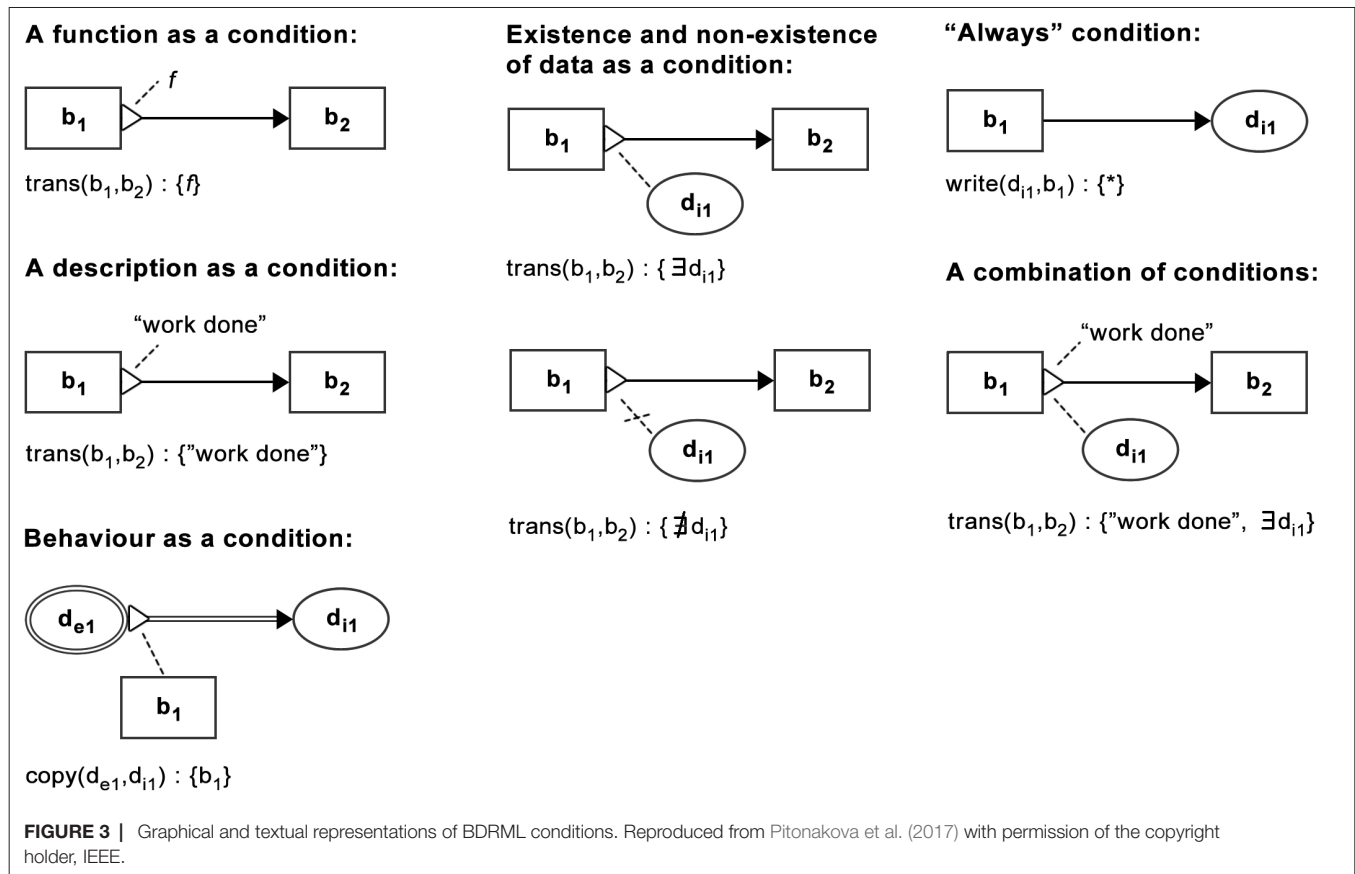 A function as a condition:
f
b₁
b₂
trans(b₁,b₂) : {f}
A description as a condition:
“work done”
b₁
b₂
trans(b₁,b₂) : {”work done”}
Behaviour as a condition:
dₑ₁
dᵢ₁
b₁
copy(dₑ₁,dᵢ₁) : {b₁}
Existence and non-existence
of data as a condition:
b₁
b₂
dᵢ₁
trans(b₁,b₂) : { ∃dᵢ₁}
b₁
b₂
dᵢ₁
trans(b₁,b₂) : { ∄dᵢ₁}
“Always” condition:
b₁
dᵢ₁
write(dᵢ₁,b₁) : {*}
A combination of conditions:
“work done”
b₁
b₂
dᵢ₁
trans(b₁,b₂) : {”work done”, ∃dᵢ₁}
FIGURE 3 | Graphical and textual representations of BDRML conditions. Reproduced from Pitonakova et al. (2017) with permission of the copyright
holder, IEEE.